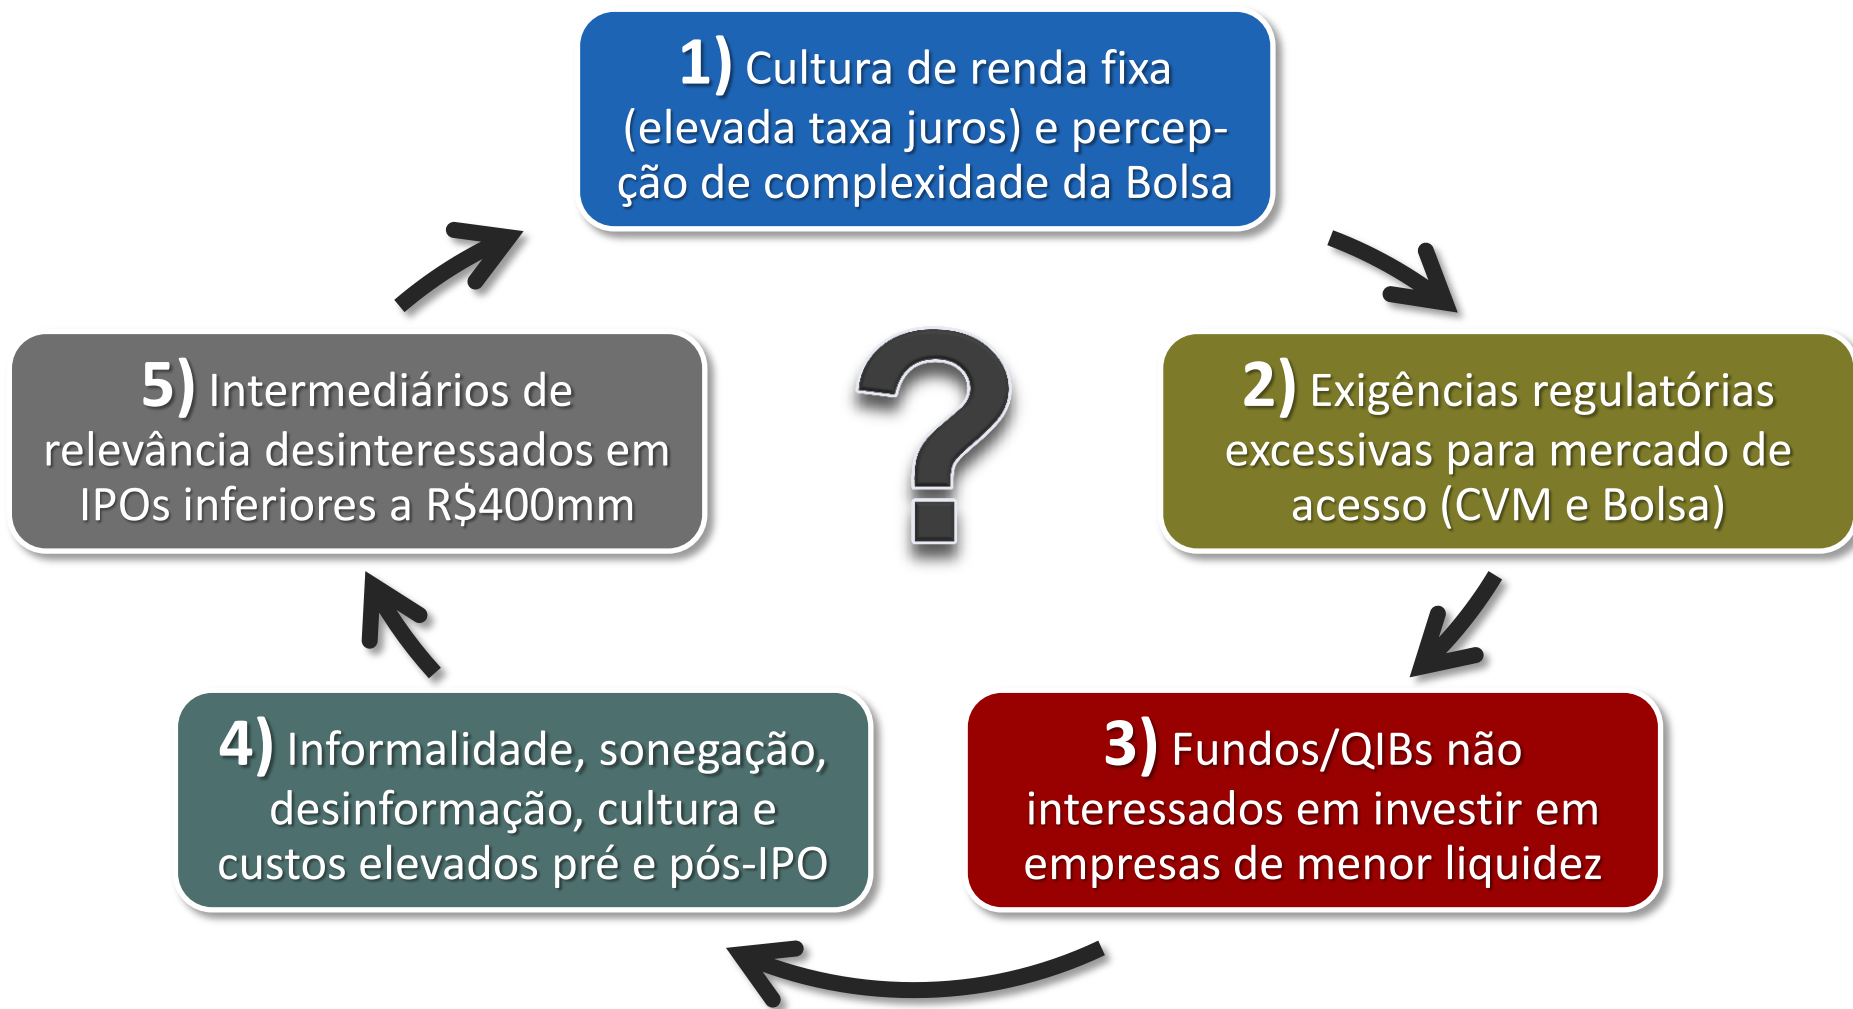 1) Cultura de renda fixa
(elevada taxa juros) e percep-
ção de complexidade da Bolsa
2) Exigências regulatórias
excessivas para mercado de
acesso (CVM e Bolsa)
3) Fundos/QIBs não
interessados em investir em
empresas de menor liquidez
4) Informalidade, sonegação,
desinformação, cultura e
custos elevados pré e pós-IPO
5) Intermediários de
relevância desinteressados em
IPOs inferiores a R$400mm
?